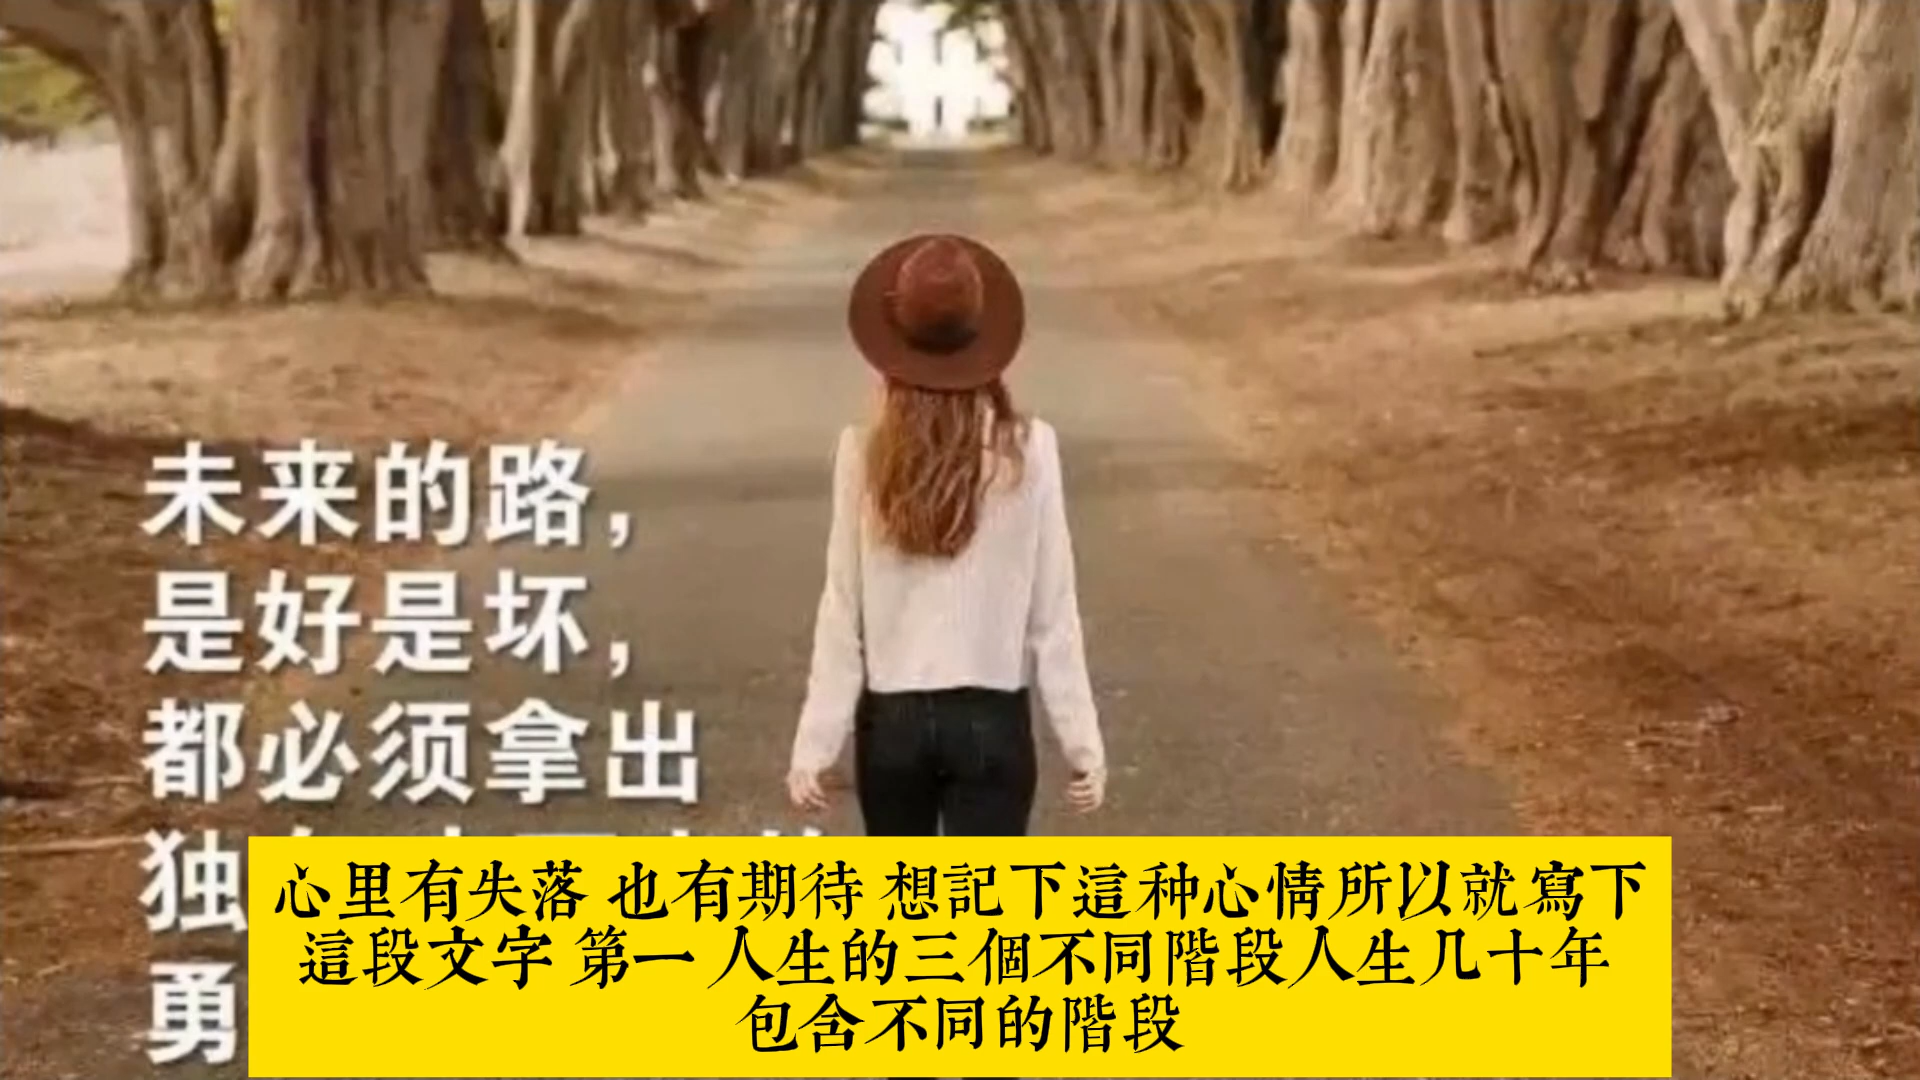 未来的路，
是好是坏，
都必须拿出
独
勇
心里有失落 也有期待 想記下這种心情所以就寫下
這段文字 第一 人生的三個不同階段人生几十年
包含不同的階段